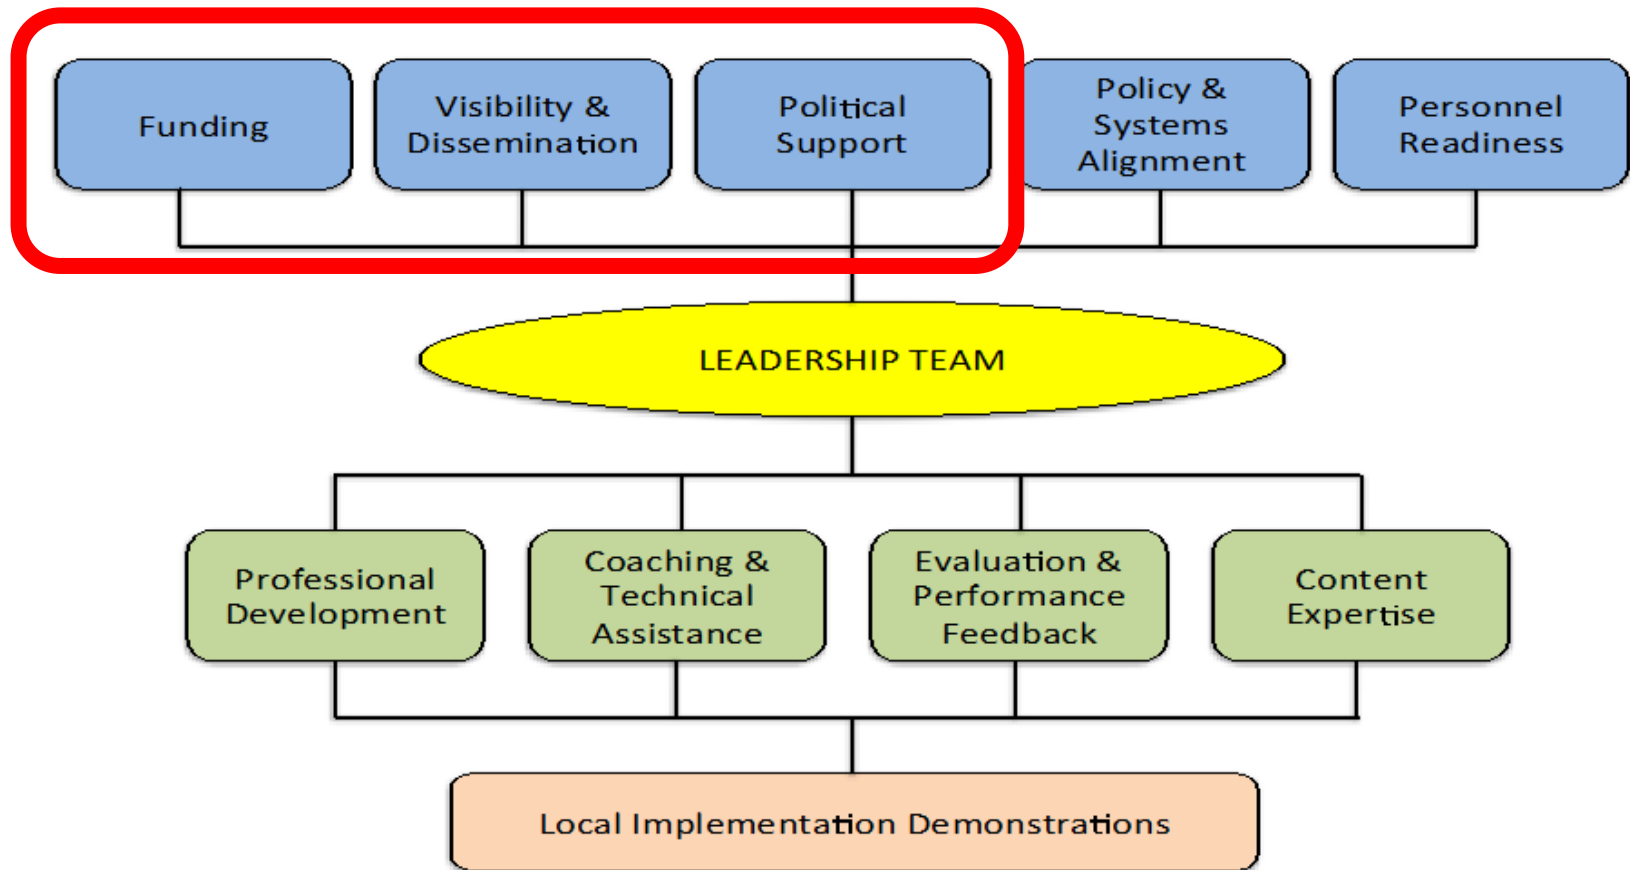 Funding
Visibility &
Dissemination
Political
Support
Policy &
Systems
Alignment
Personnel
Readiness
LEADERSHIP TEAM
Professional
Development
Coaching &
Technical
Assistance
Evaluation &
Performance
Feedback
Content
Expertise
Local Implementation Demonstrations